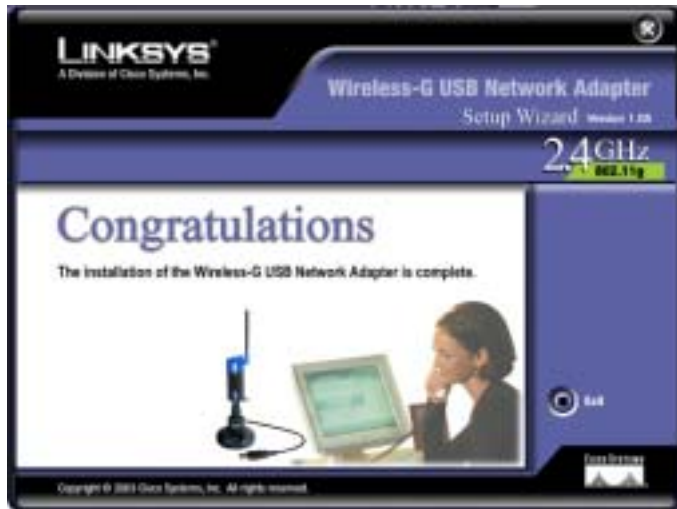 LINKSYS®
A Division of Cisco Systems, Inc.
Wireless-G USB Network Adapter
Setup Wizard Version
2.4GHz
802.11g
Congratulations
The installation of the Wireless-G USB Network Adapter is complete.
Exit
CISCO SYSTEMS
Copyright © 2003 Cisco Systems, Inc. All rights reserved.